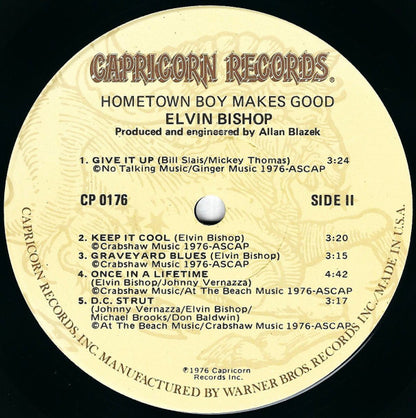 CAPRICORN RECORDS®
HOMETOWN BOY MAKES GOOD
ELVIN BISHOP
Produced and engineered by Allan Blazek
1. GIVE IT UP (Bill Slais/Mickey Thomas) 3:24
©No Talking Music/Ginger Music 1976-ASCAP
CP 0176 SIDE II
2. KEEP IT COOL (Elvin Bishop) 3:20
©Crabshaw Music 1976-ASCAP
3. GRAVEYARD BLUES (Elvin Bishop) 3:15
©Crabshaw Music 1976-ASCAP
4. ONCE IN A LIFETIME 4:42
(Elvin Bishop/Johnny Vernazza)
©Crabshaw Music/At The Beach Music 1976-ASCAP
5. D.C. STRUT 3:17
(Johnny Vernazza/Elvin Bishop/
Michael Brooks/Don Baldwin)
©At The Beach Music/Crabshaw Music 1976-ASCAP
℗1976 Capricorn
Records Inc.
CAPRICORN RECORDS, INC. MANUFACTURED BY WARNER BROS. RECORDS INC. MADE IN U.S.A.